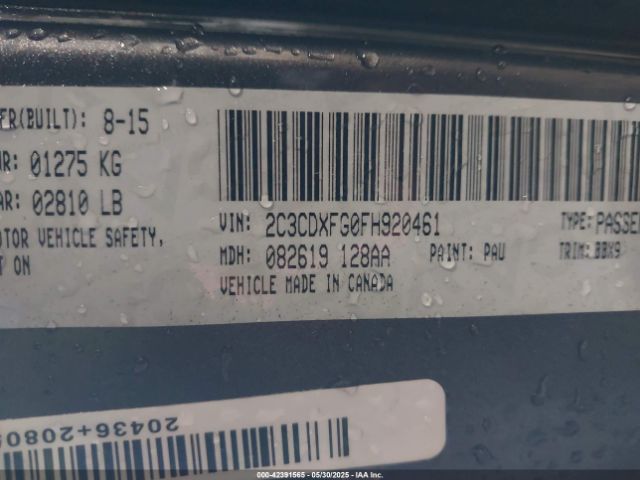 ER(BUILT): 8-15
01275 KG
02810 LB
VIN: 2C3CDXFG0FH920461
TYPE: PASSE
MOTOR VEHICLE SAFETY,
MDH: 082619 128AA PAINT: PAU TRIM: BBX9
ON
VEHICLE MADE IN CANADA
20436+2080
000-42391565 - 05/30/2025 - IAA Inc.